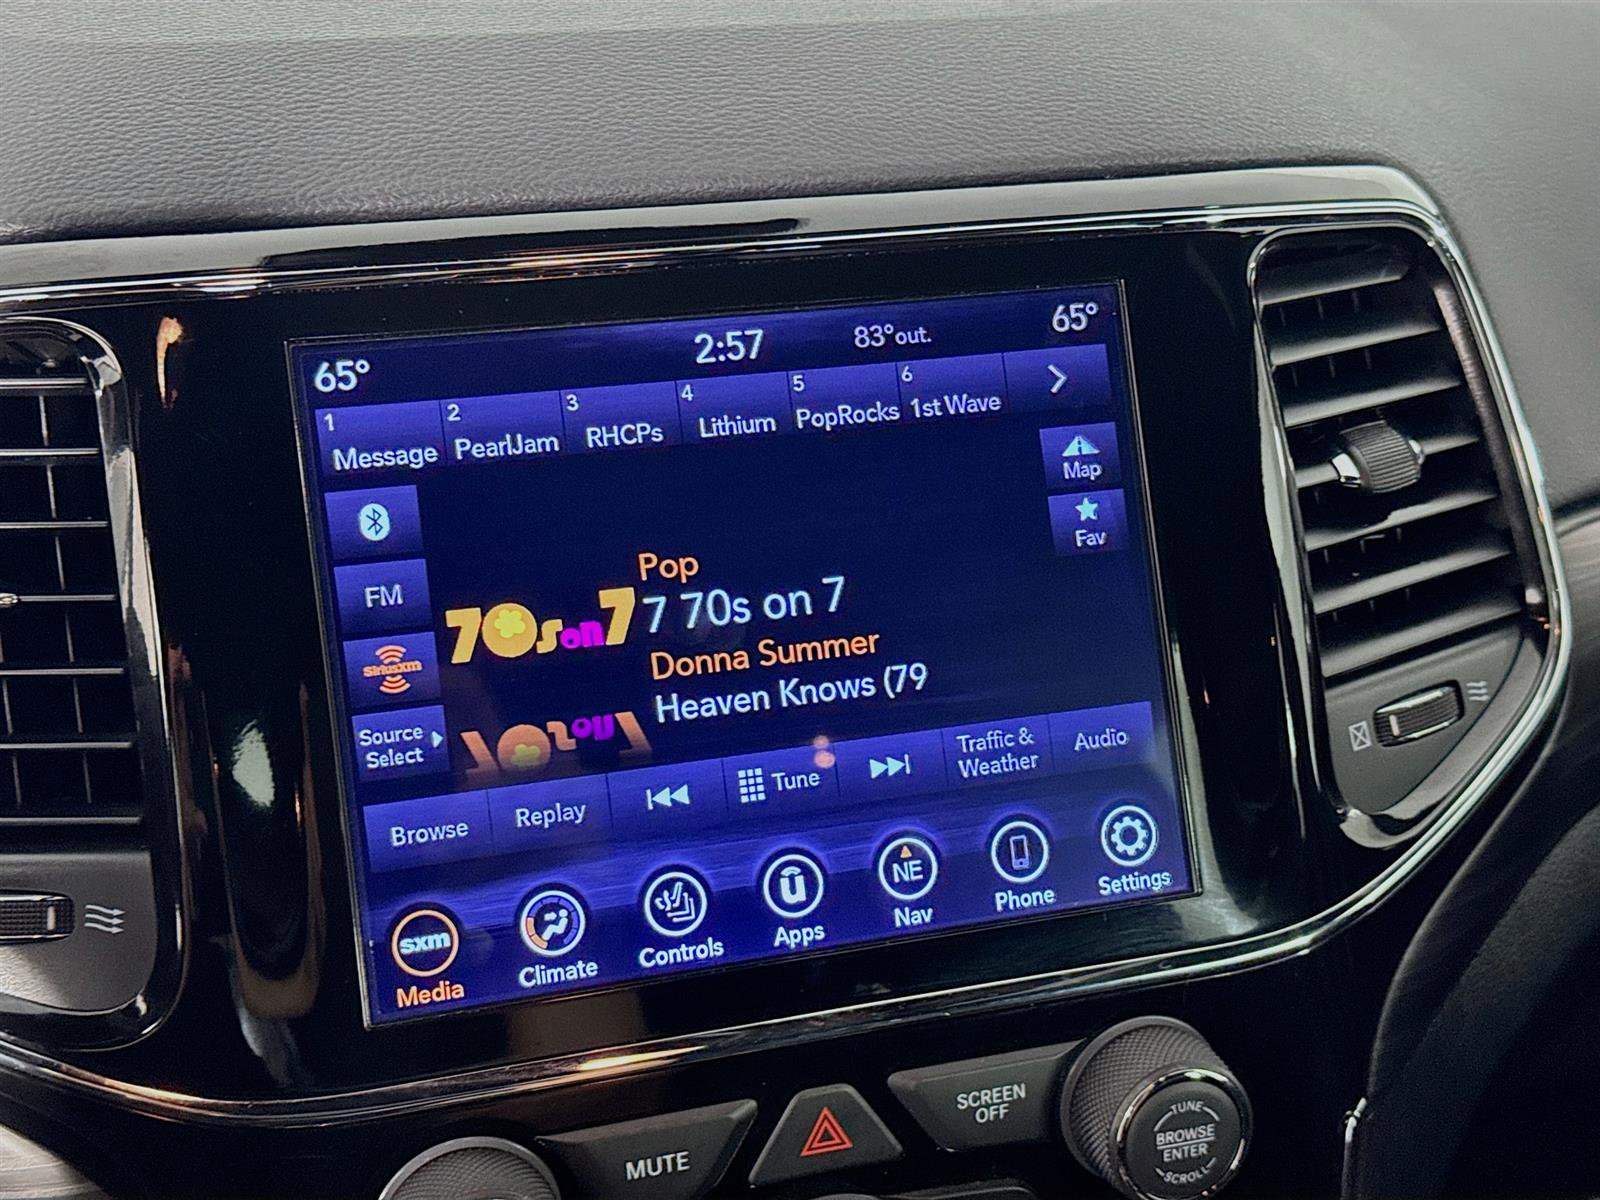 65° 2:57 83° out. 65°
1 Message 2 PearlJam 3 RHCPs 4 Lithium 5 PopRocks 6 1st Wave
Map
Fav
FM
siriusxm
Source
Select
70s on 7
Pop
7 70s on 7
Donna Summer
Heaven Knows (79
Browse Replay Tune Traffic &
Weather Audio
sxm NE
Media Climate Controls Apps Nav Phone Settings
MUTE
SCREEN
OFF
TUNE
BROWSE
ENTER
SCROLL